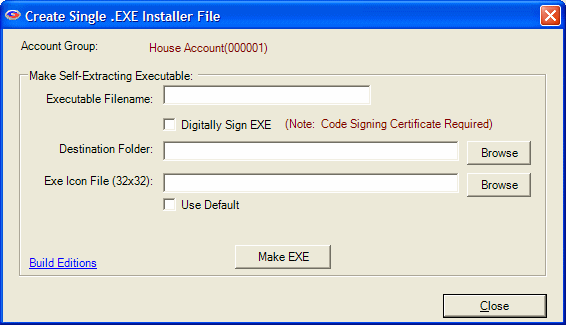 Create Single .EXE Installer File
Account Group: House Account(000001)
Make Self-Extracting Executable:
Executable Filename:
Digitally Sign EXE (Note: Code Signing Certificate Required)
Destination Folder: Browse
Exe Icon File (32x32): Browse
Use Default
Build Editions Make EXE
Close